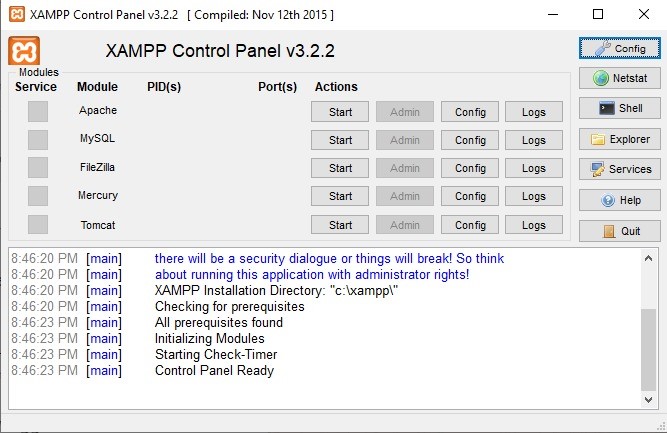 XAMPP Control Panel v3.2.2 [ Compiled: Nov 12th 2015 ]
XAMPP Control Panel v3.2.2
Config
Modules
Service Module PID(s) Port(s) Actions
Netstat
Apache Start Admin Config Logs
Shell
MySQL Start Admin Config Logs
Explorer
FileZilla Start Admin Config Logs
Services
Mercury Start Admin Config Logs
Help
Tomcat Start Admin Config Logs
Quit
8:46:20 PM [main] there will be a security dialogue or things will break! So think
8:46:20 PM [main] about running this application with administrator rights!
8:46:20 PM [main] XAMPP Installation Directory: "c:\xampp\"
8:46:20 PM [main] Checking for prerequisites
8:46:23 PM [main] All prerequisites found
8:46:23 PM [main] Initializing Modules
8:46:23 PM [main] Starting Check-Timer
8:46:23 PM [main] Control Panel Ready